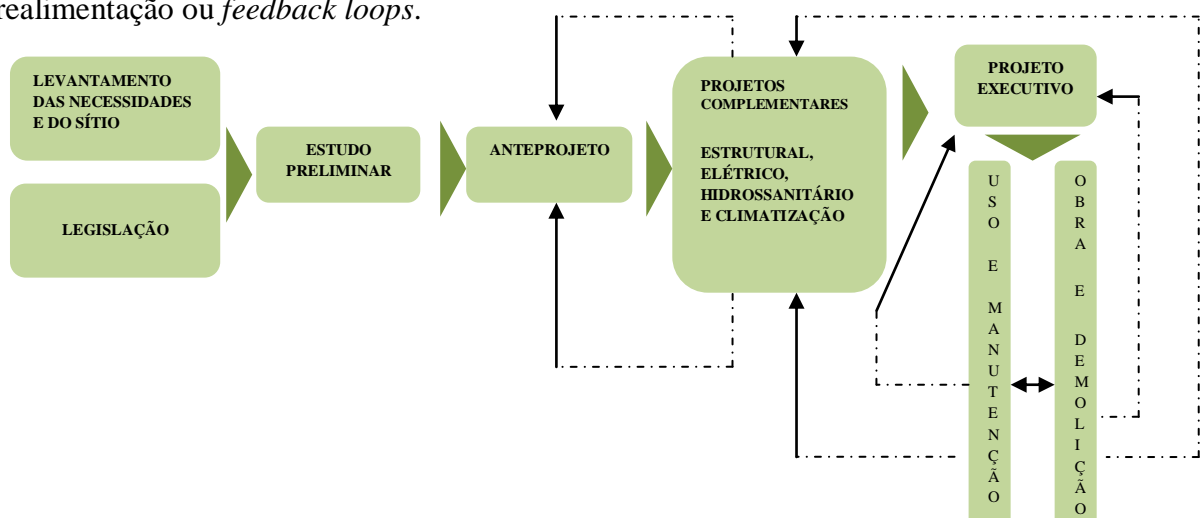 realimentação ou feedback loops.
LEVANTAMENTO
DAS NECESSIDADES
E DO SÍTIO
LEGISLAÇÃO
ESTUDO
PRELIMINAR
ANTEPROJETO
PROJETOS
COMPLEMENTARES
ESTRUTURAL,
ELÉTRICO,
HIDROSSANITÁRIO
E CLIMATIZAÇÃO
PROJETO
EXECUTIVO
USO E MANUTENÇÃO
OBRA E DEMOLIÇÃO